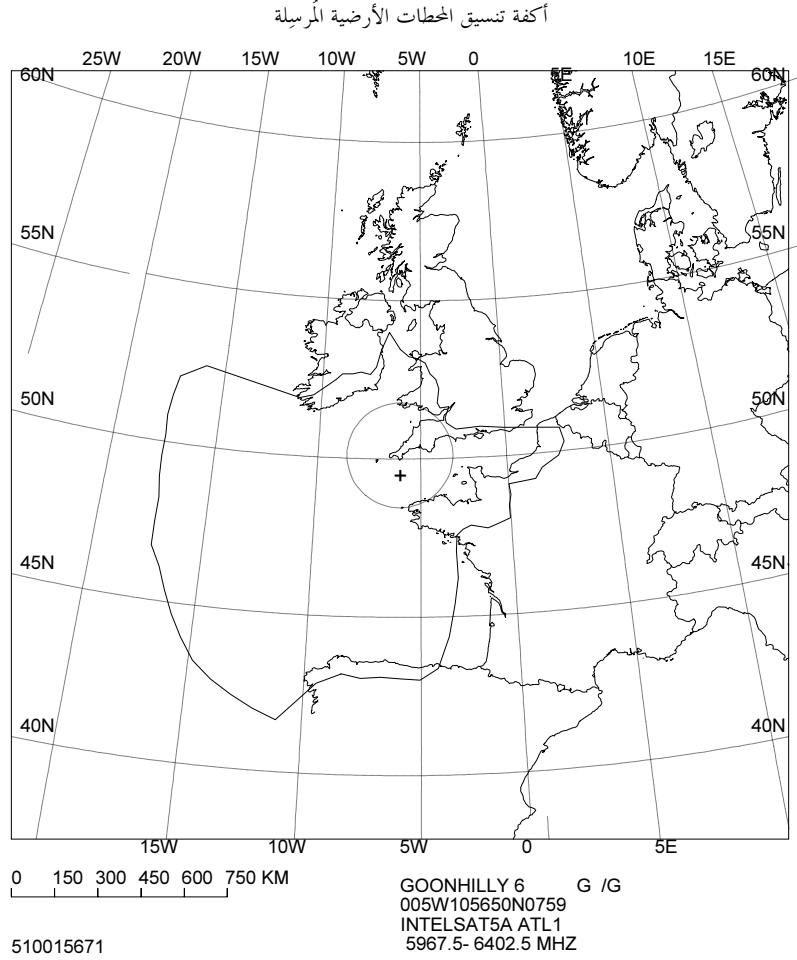 أكفة تنسيق المحطات الأرضية المُرسِلة
25W 20W 15W 10W 5W 0 5E 10E 15E
60N 60N
55N 55N
50N 50N
45N 45N
40N 40N
15W 10W 5W 0 5E
0 150 300 450 600 750 KM
GOONHILLY 6 G /G
005W105650N0759
INTELSAT5A ATL1
5967.5- 6402.5 MHZ
510015671